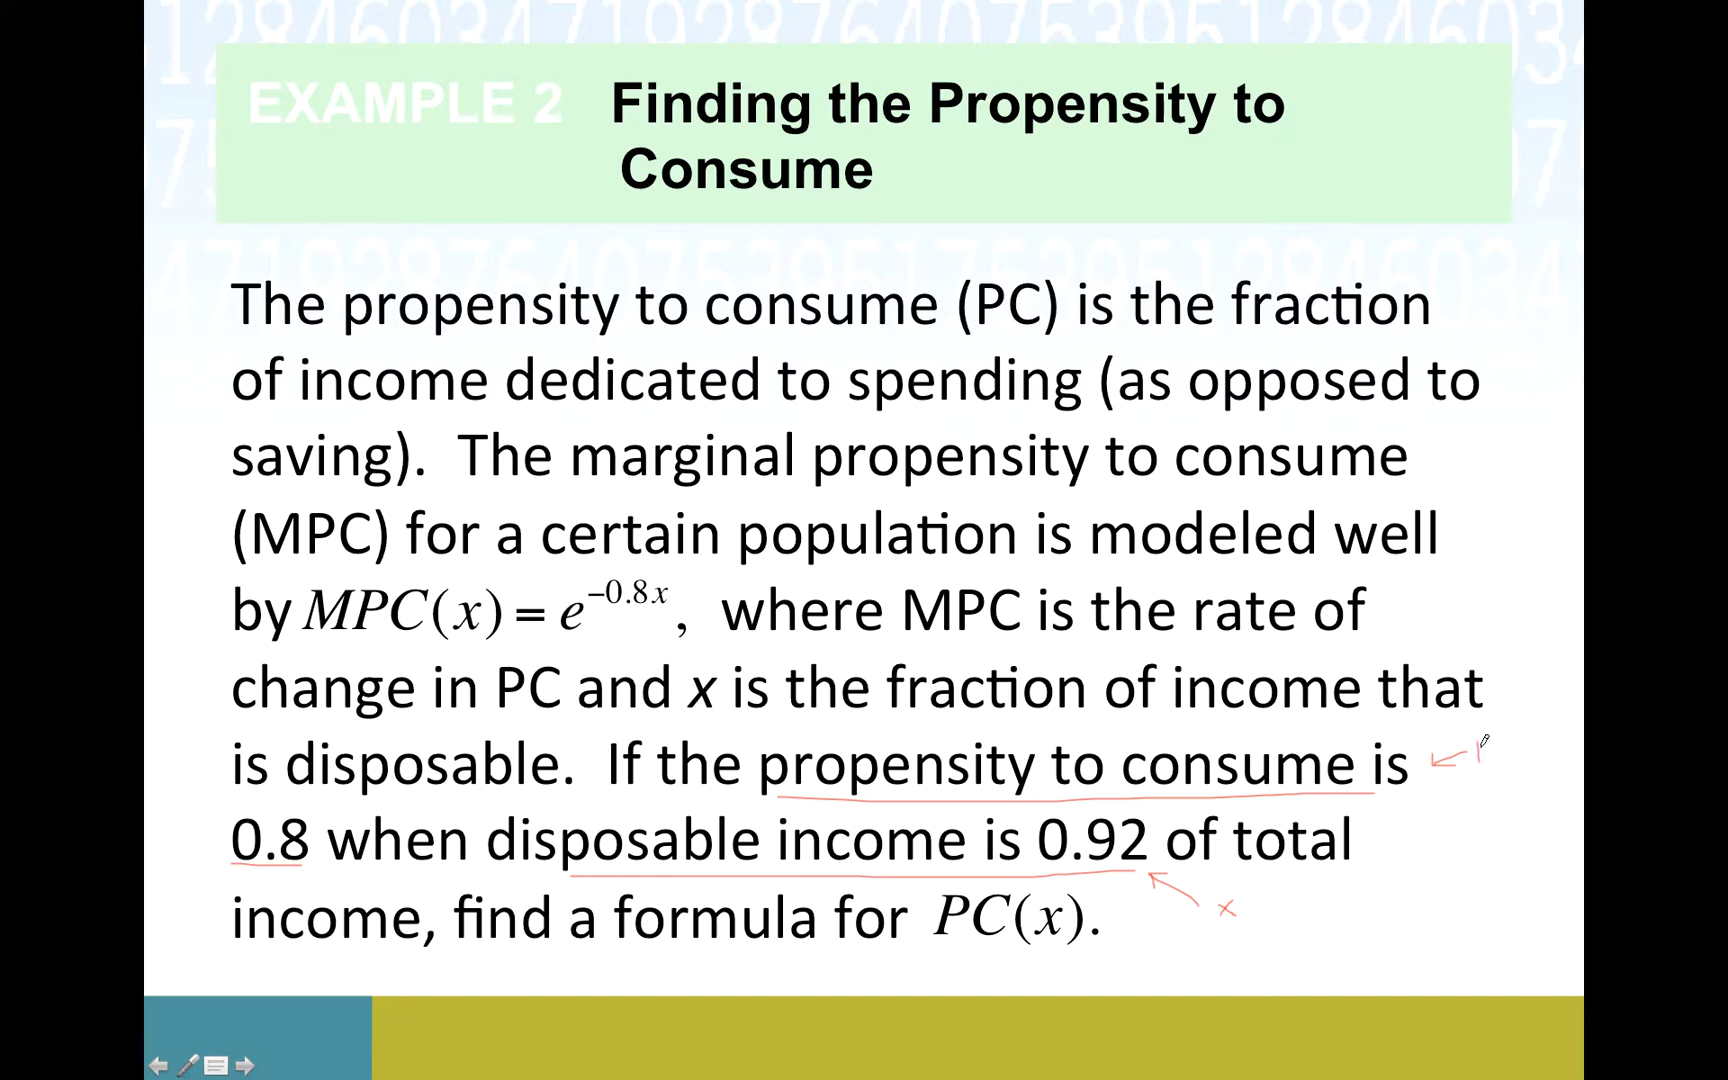 EXAMPLE 2 Finding the Propensity to
Consume
The propensity to consume (PC) is the fraction
of income dedicated to spending (as opposed to
saving). The marginal propensity to consume
(MPC) for a certain population is modeled well
by MPC(x) = e^{-0.8x}, where MPC is the rate of
change in PC and x is the fraction of income that
is disposable. If the propensity to consume is
0.8 when disposable income is 0.92 of total
x
income, find a formula for PC(x).